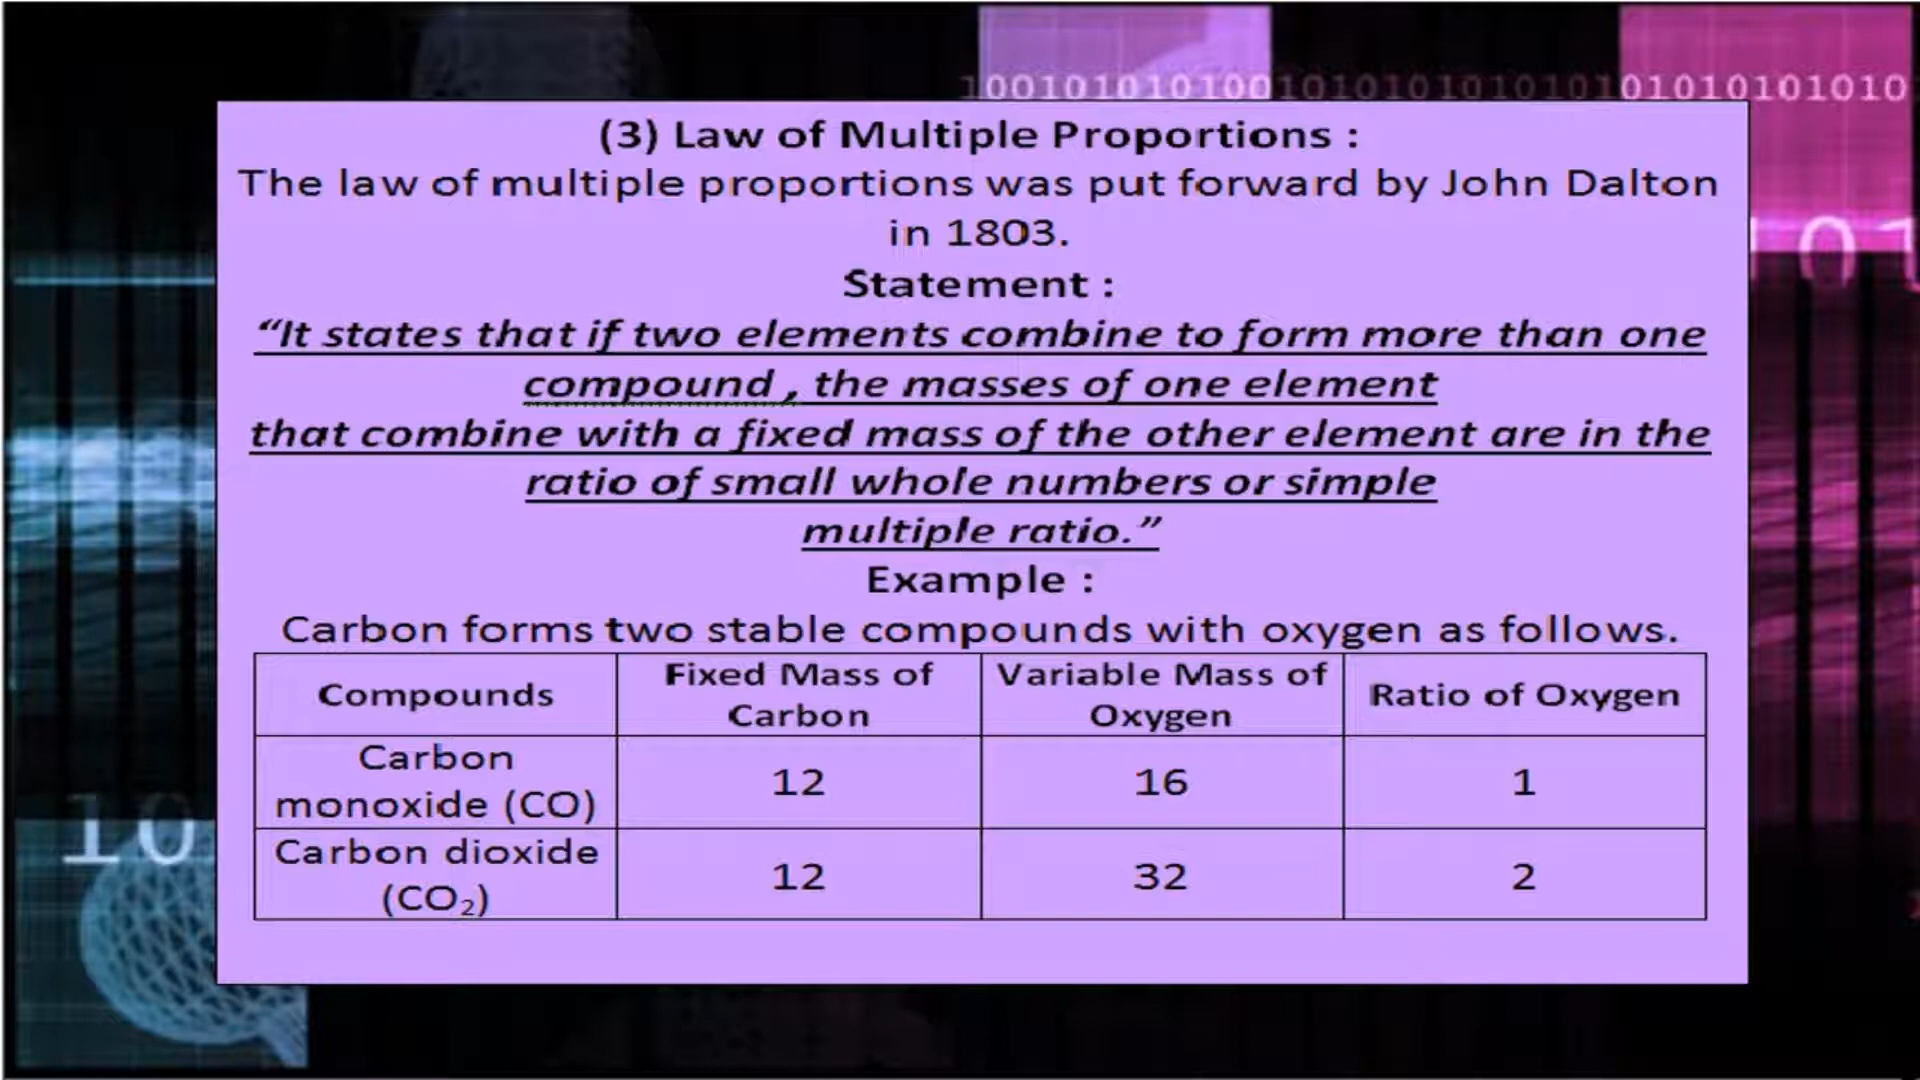 10010101010100101010101010101010101010
(3) Law of Multiple Proportions :
The law of multiple proportions was put forward by John Dalton
in 1803.
Statement :
“It states that if two elements combine to form more than one
compound , the masses of one element
that combine with a fixed mass of the other element are in the
ratio of small whole numbers or simple
multiple ratio.”
Example :
Carbon forms two stable compounds with oxygen as follows.
Compounds Fixed Mass of Carbon Variable Mass of Oxygen Ratio of Oxygen
Carbon monoxide (CO) 12 16 1
Carbon dioxide (CO₂) 12 32 2
10